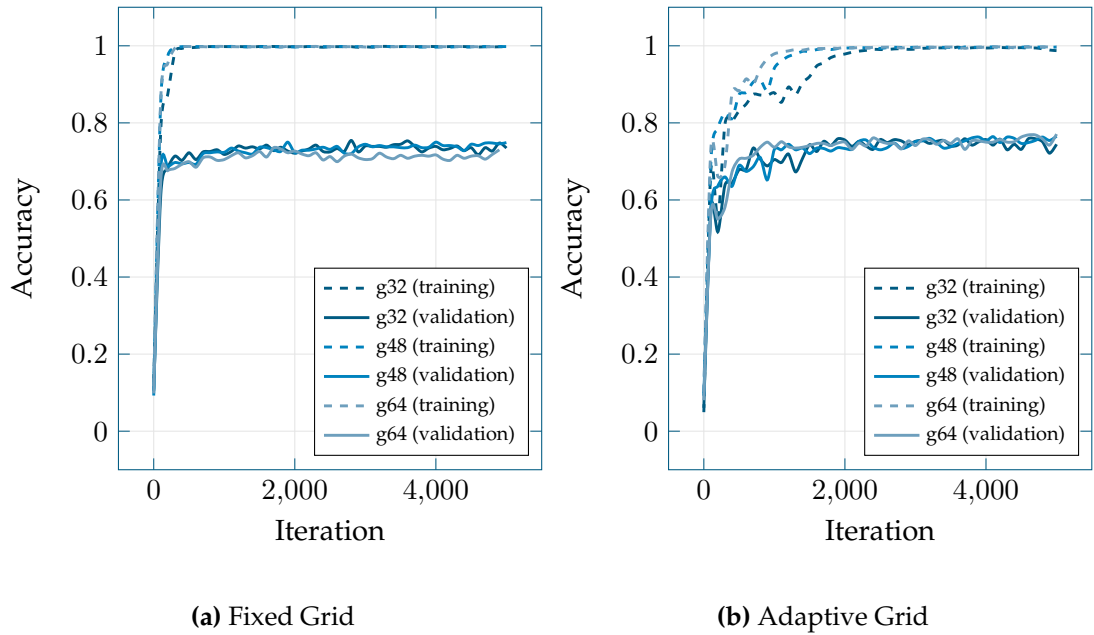 1
0.8
0.6
0.4
0.2
0
Accuracy
0
2,000
4,000
Iteration
g32 (training)
g32 (validation)
g48 (training)
g48 (validation)
g64 (training)
g64 (validation)
(a) Fixed Grid
1
0.8
0.6
0.4
0.2
0
Accuracy
0
2,000
4,000
Iteration
g32 (training)
g32 (validation)
g48 (training)
g48 (validation)
g64 (training)
g64 (validation)
(b) Adaptive Grid